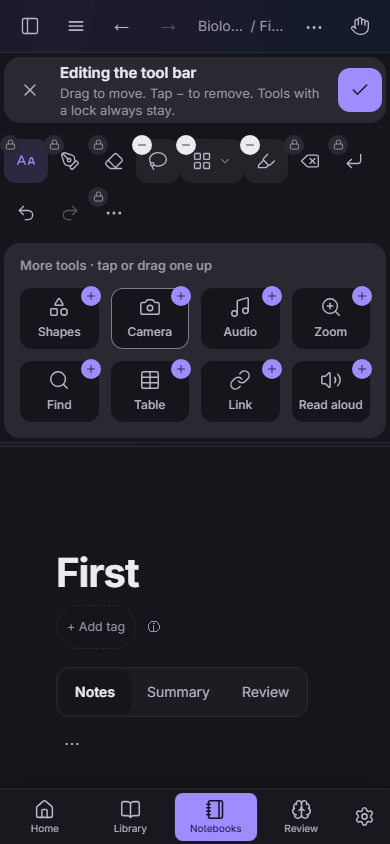 Biolo... / Fi...
Editing the tool bar
Drag to move. Tap − to remove. Tools with
a lock always stay.
AA
More tools · tap or drag one up
Shapes
Camera
Audio
Zoom
Find
Table
Link
Read aloud
First
+ Add tag
Notes
Summary
Review
...
Home
Library
Notebooks
Review